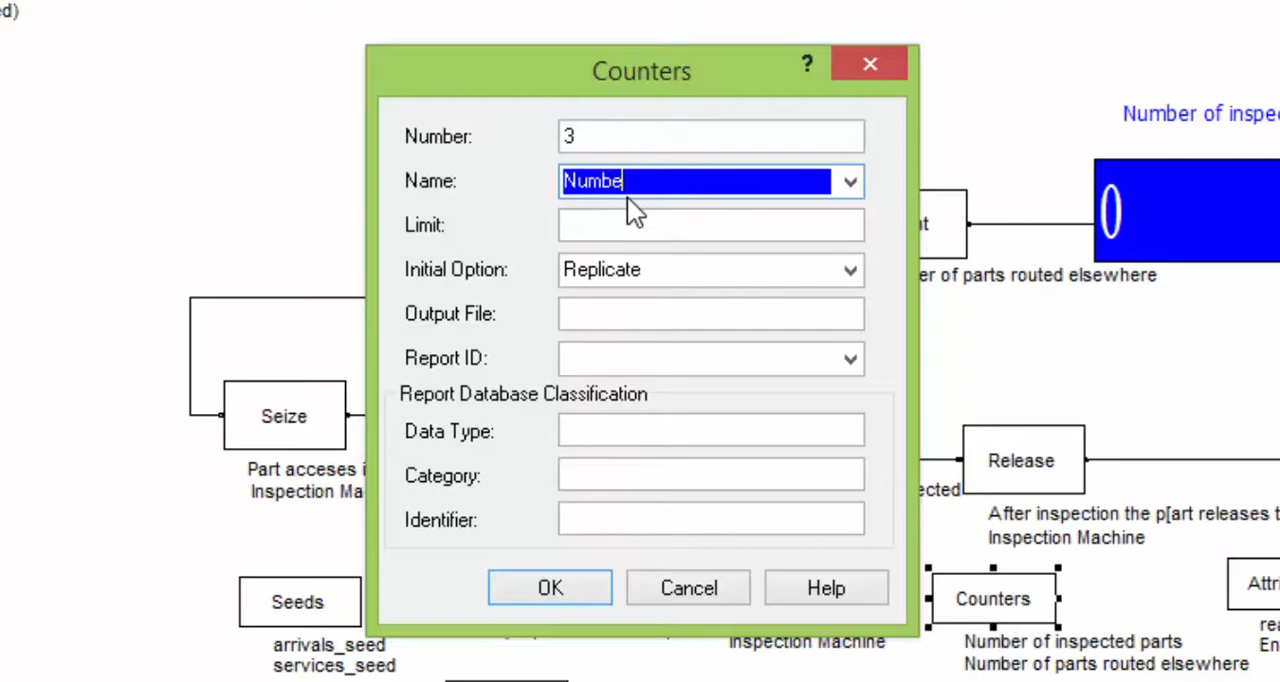 ed)
Counters
?
Number: 3
Name: Numbe
Limit:
Initial Option: Replicate
Output File:
Report ID:
Report Database Classification
Data Type:
Category:
Identifier:
OK Cancel Help
Number of inspe
0
nt
er of parts routed elsewhere
Seize
Part acceses i
Inspection Ma
Release
ected
After inspection the p[art releases t
Inspection Machine
Seeds
arrivals_seed
services_seed
Inspection Machine
Counters
Number of inspected parts
Number of parts routed elsewhere
Attri
rea
En